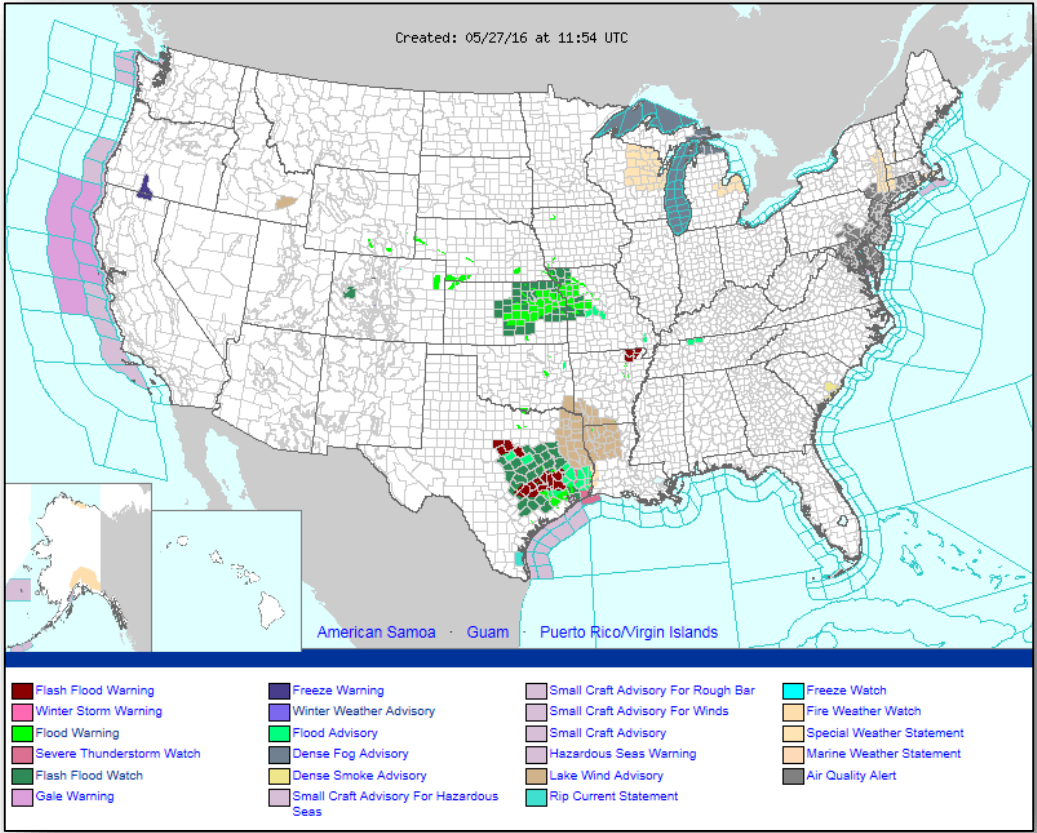 Created: 05/27/16 at 11:54 UTC
American Samoa · Guam · Puerto Rico/Virgin Islands
Flash Flood Warning
Winter Storm Warning
Flood Warning
Severe Thunderstorm Watch
Flash Flood Watch
Gale Warning
Freeze Warning
Winter Weather Advisory
Flood Advisory
Dense Fog Advisory
Dense Smoke Advisory
Small Craft Advisory For Hazardous
Seas
Small Craft Advisory For Rough Bar
Small Craft Advisory For Winds
Small Craft Advisory
Hazardous Seas Warning
Lake Wind Advisory
Rip Current Statement
Freeze Watch
Fire Weather Watch
Special Weather Statement
Marine Weather Statement
Air Quality Alert